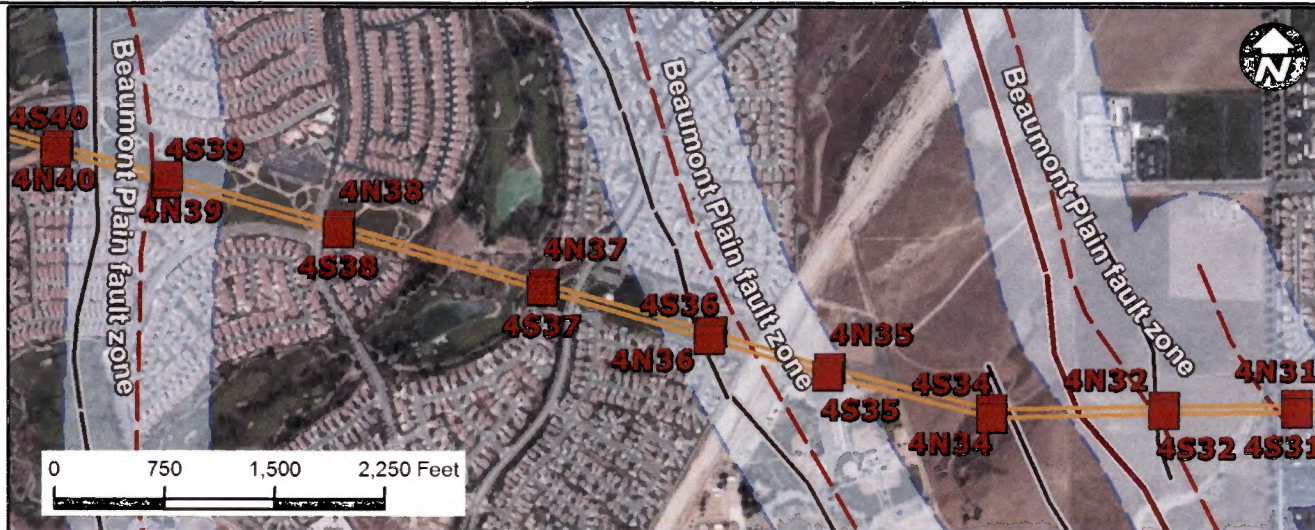 Beaumont Plain fault zone
Beaumont Plain fault zone
Beaumont Plain fault zone
N
4S40
4N40
4S39
4N39
4N38
4S38
4N37
4S37
4S36
4N36
4N35
4S35
4S34
4N34
4N32
4S32
4N31
4S31
0 750 1,500 2,250 Feet